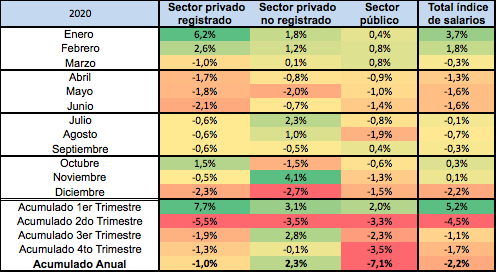 2020 Sector privado registrado Sector privado no registrado Sector público Total índice de salarios
Enero 6,2% 1,8% 0,4% 3,7%
Febrero 2,6% 1,2% 0,8% 1,8%
Marzo -1,0% 0,1% 0,8% -0,3%
Abril -1,7% -0,8% -0,9% -1,3%
Mayo -1,8% -2,0% -1,0% -1,6%
Junio -2,1% -0,7% -1,4% -1,6%
Julio -0,6% 2,3% -0,8% -0,1%
Agosto -0,6% 1,0% -1,9% -0,7%
Septiembre -0,6% -0,5% 0,4% -0,3%
Octubre 1,5% -1,5% -0,6% 0,3%
Noviembre -0,5% 4,1% -1,3% 0,1%
Diciembre -2,3% -2,7% -1,5% -2,2%
Acumulado 1er Trimestre 7,7% 3,1% 2,0% 5,2%
Acumulado 2do Trimestre -5,5% -3,5% -3,3% -4,5%
Acumulado 3er Trimestre -1,9% 2,8% -2,3% -1,1%
Acumulado 4to Trimestre -1,3% -0,1% -3,5% -1,7%
Acumulado Anual -1,0% 2,3% -7,1% -2,2%